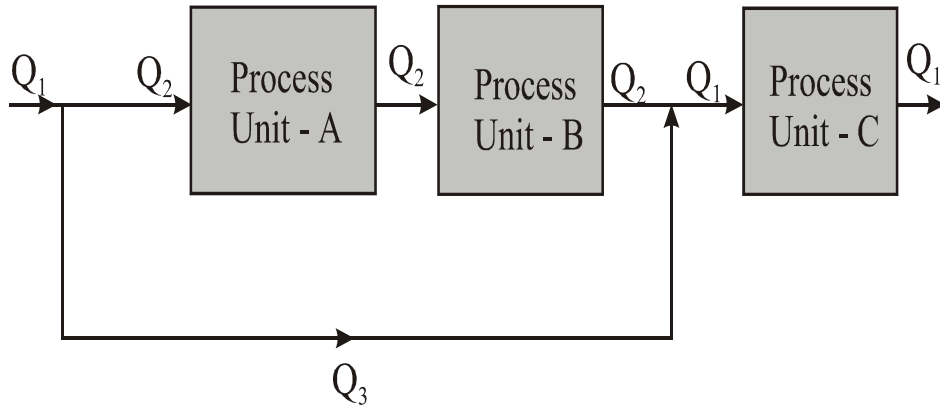 Q1
Q2
Process
Unit - A
Q2
Process
Unit - B
Q2
Q1
Process
Unit - C
Q1
Q3